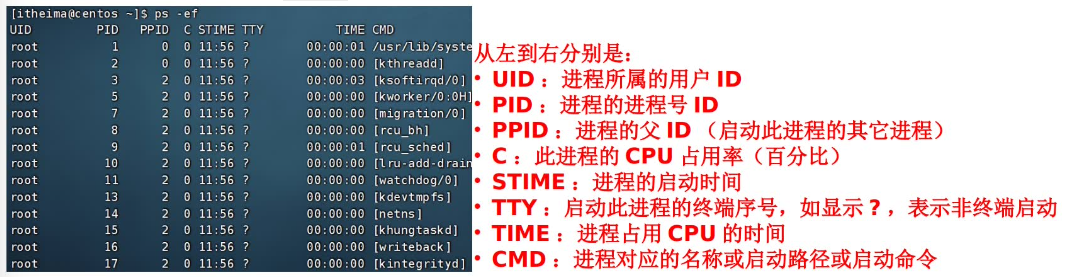 [itheima@centos ~]$ ps -ef
UID PID PPID C STIME TTY TIME CMD
root 1 0 0 11:56 ? 00:00:01 /usr/lib/syste
root 2 0 0 11:56 ? 00:00:00 [kthreadd]
root 3 2 0 11:56 ? 00:00:03 [ksoftirqd/0]
root 5 2 0 11:56 ? 00:00:00 [kworker/0:0H]
root 7 2 0 11:56 ? 00:00:00 [migration/0]
root 8 2 0 11:56 ? 00:00:00 [rcu_bh]
root 9 2 0 11:56 ? 00:00:01 [rcu_sched]
root 10 2 0 11:56 ? 00:00:00 [lru-add-drain
root 11 2 0 11:56 ? 00:00:00 [watchdog/0]
root 13 2 0 11:56 ? 00:00:00 [kdevtmpfs]
root 14 2 0 11:56 ? 00:00:00 [netns]
root 15 2 0 11:56 ? 00:00:00 [khungtaskd]
root 16 2 0 11:56 ? 00:00:00 [writeback]
root 17 2 0 11:56 ? 00:00:00 [kintegrityd]
从左到右分别是：
• UID：进程所属的用户 ID
• PID：进程的进程号 ID
• PPID：进程的父 ID（启动此进程的其它进程）
• C：此进程的 CPU 占用率（百分比）
• STIME：进程的启动时间
• TTY：启动此进程的终端序号，如显示 ?，表示非终端启动
• TIME：进程占用 CPU 的时间
• CMD：进程对应的名称或启动路径或启动命令